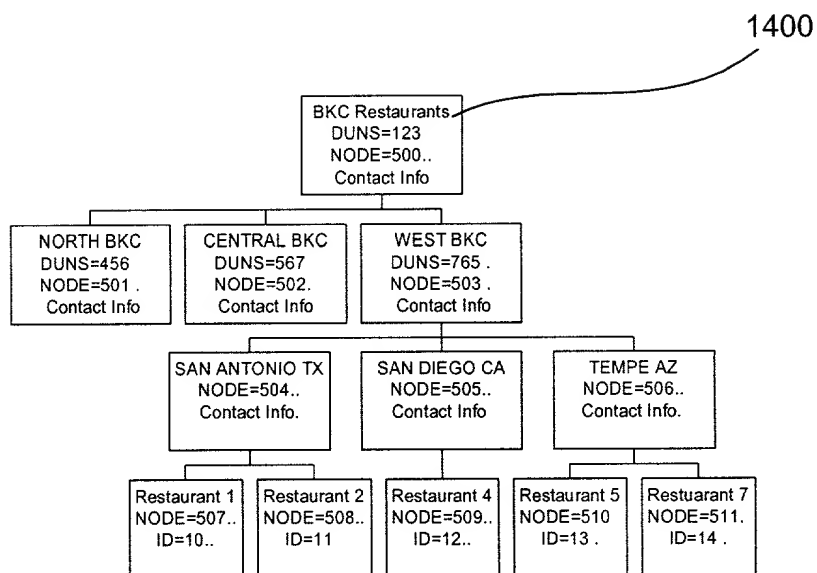 1400
BKC Restaurants
DUNS=123
NODE=500..
Contact Info
NORTH BKC
DUNS=456
NODE=501 .
Contact Info
CENTRAL BKC
DUNS=567
NODE=502.
Contact Info
WEST BKC
DUNS=765 .
NODE=503 .
Contact Info
SAN ANTONIO TX
NODE=504..
Contact Info.
SAN DIEGO CA
NODE=505..
Contact Info
TEMPE AZ
NODE=506..
Contact Info.
Restaurant 1
NODE=507..
ID=10..
Restaurant 2
NODE=508..
ID=11
Restaurant 4
NODE=509..
ID=12..
Restaurant 5
NODE=510
ID=13 .
Restuarant 7
NODE=511.
ID=14 .